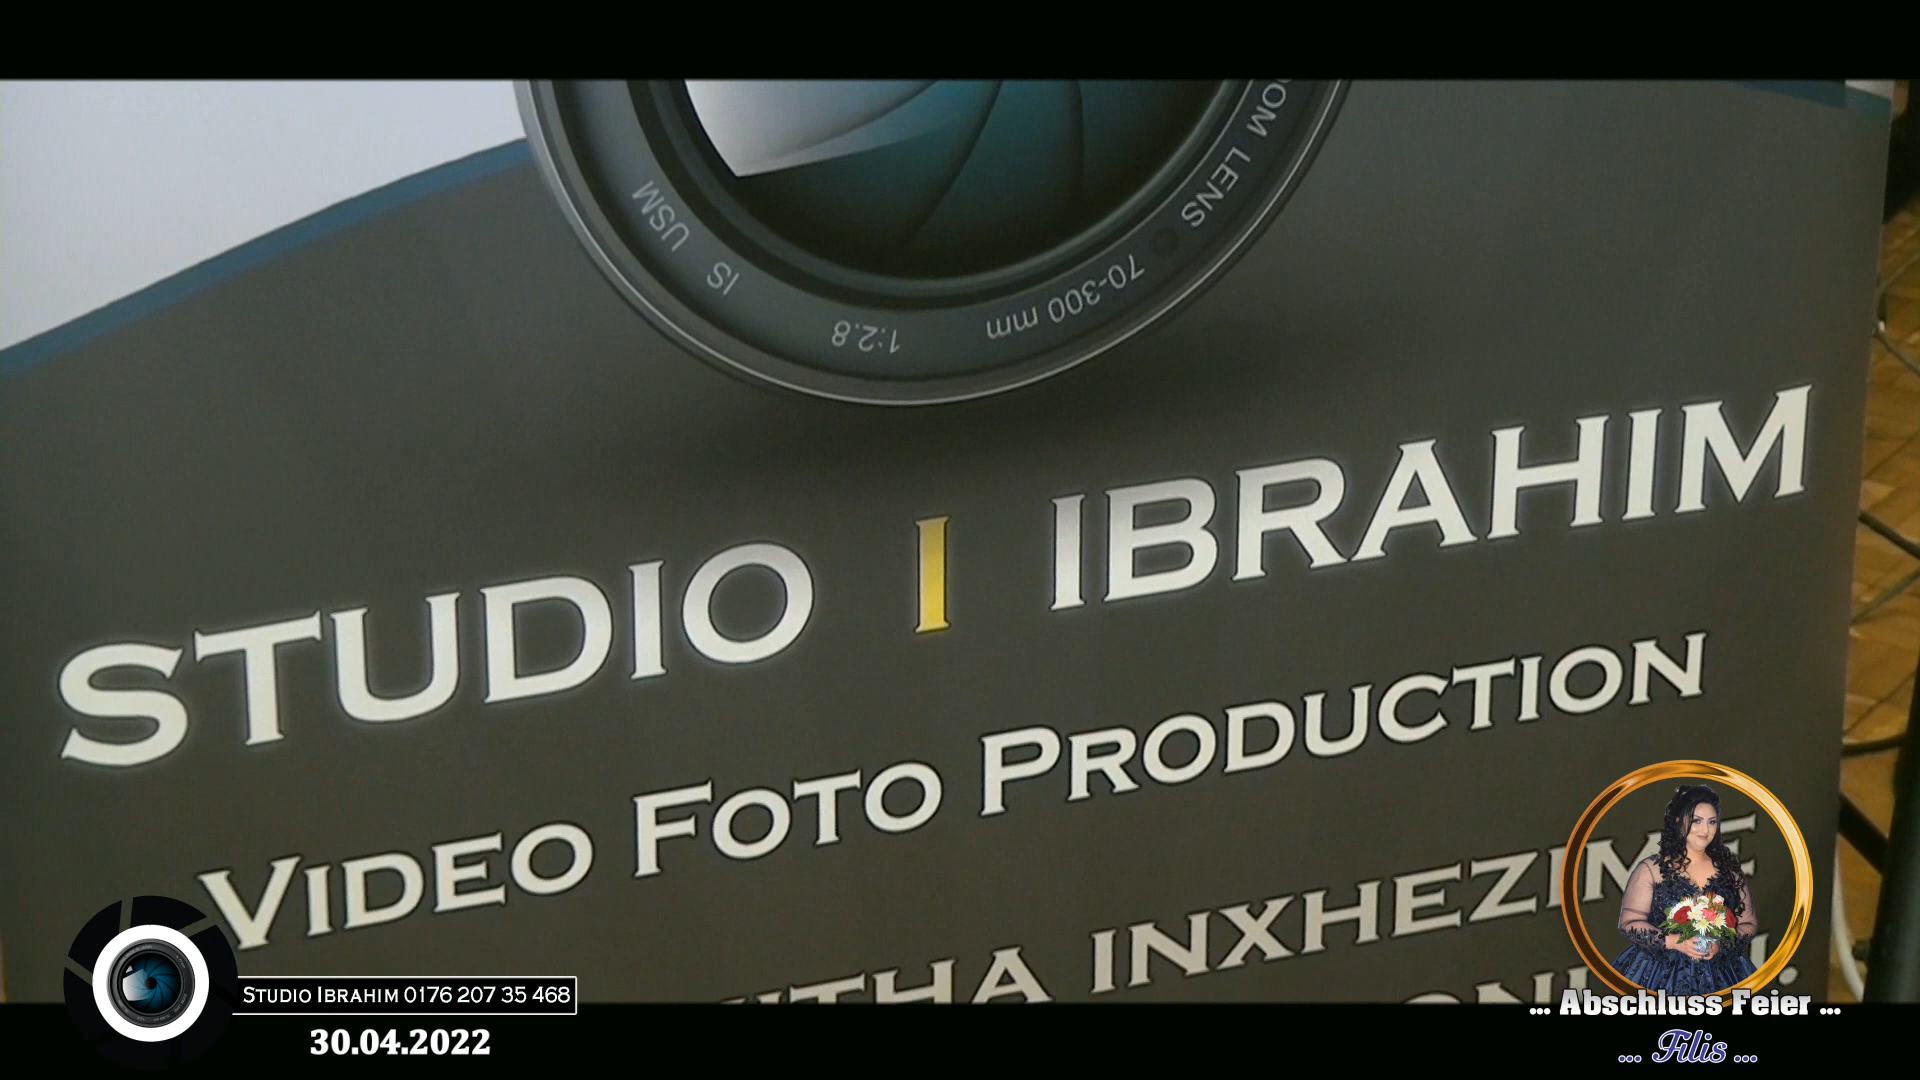 ZOOM LENS
70-300 mm
1:2.8
IS USM
STUDIO I IBRAHIM
VIDEO FOTO PRODUCTION
INXHEZIME
STUDIO IBRAHIM 0176 207 35 468
30.04.2022
... Abschluss Feier ...
... Filis ...